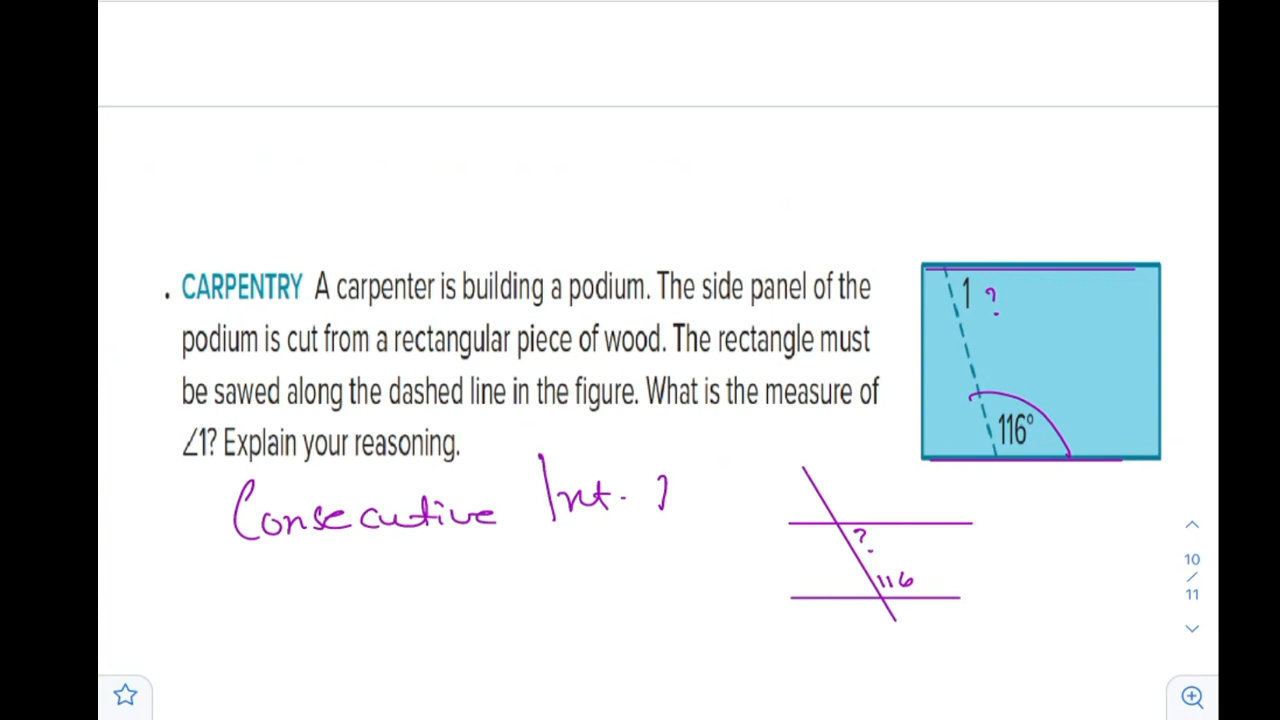 . CARPENTRY A carpenter is building a podium. The side panel of the
podium is cut from a rectangular piece of wood. The rectangle must
be sawed along the dashed line in the figure. What is the measure of
∠1? Explain your reasoning.
1 ?
116°
Consecutive Int.
?
116
10
/
11